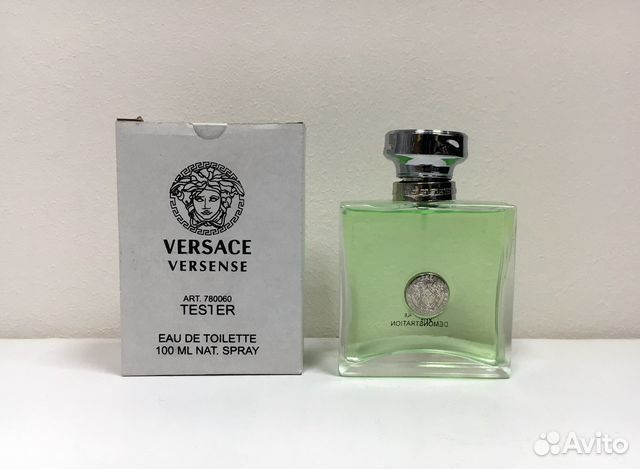 VERSACE
VERSENSE
ART. 780060
TESTER
EAU DE TOILETTE
100 ML NAT. SPRAY
DEMONSTRATION
Avito